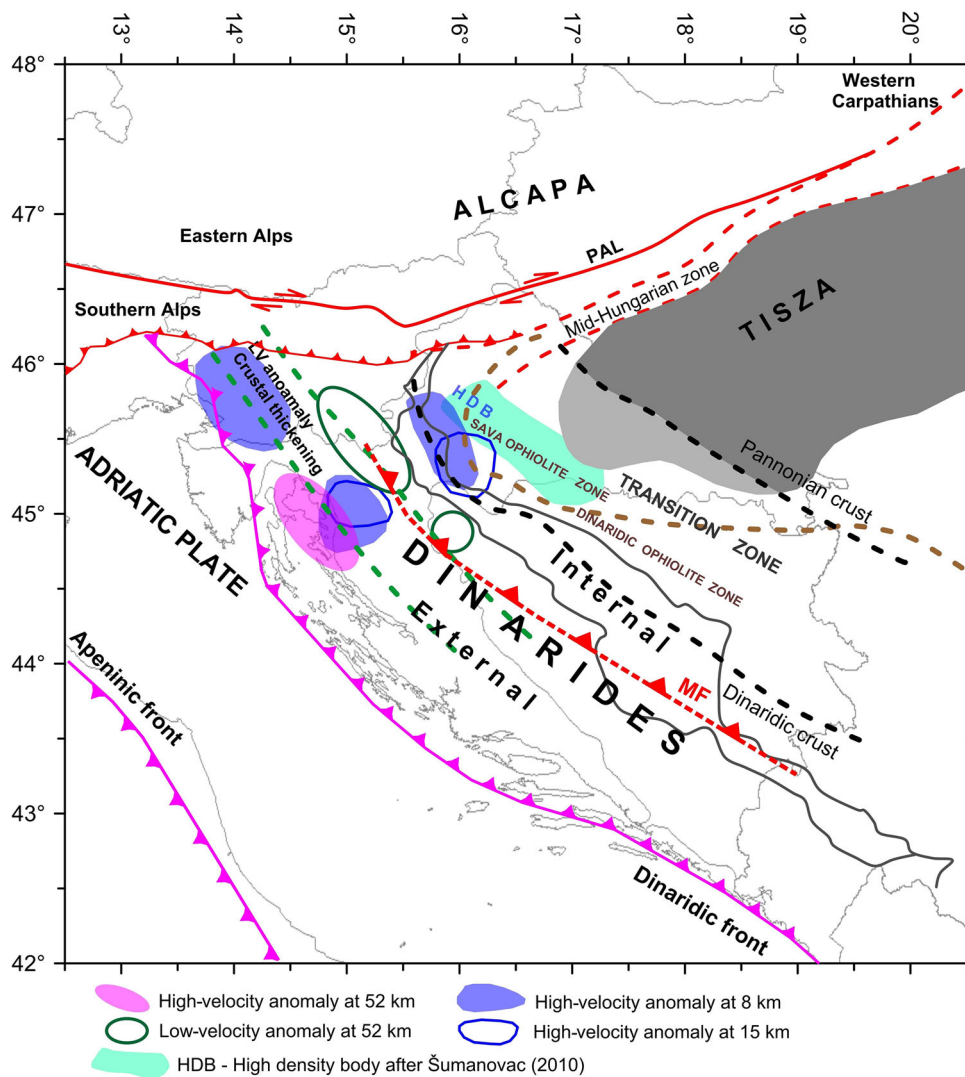 13° 14° 15° 16° 17° 18° 19° 20°
48°
47°
46°
45°
44°
43°
42°
Western
Carpathians
ALCAPA
Eastern Alps
PAL
Southern Alps
Mid-Hungarian zone
TISZA
LV anoamaly
Crustal thickening
HDB
SAVA OPHIOLITE ZONE
TRANSITION ZONE
Pannonian crust
DINARIDIC OPHIOLITE ZONE
ADRIATIC PLATE
DINARIDES
Internal
External
MF
Dinaridic crust
Apeninic front
Dinaridic front
High-velocity anomaly at 52 km
High-velocity anomaly at 8 km
Low-velocity anomaly at 52 km
High-velocity anomaly at 15 km
HDB - High density body after Šumanovac (2010)